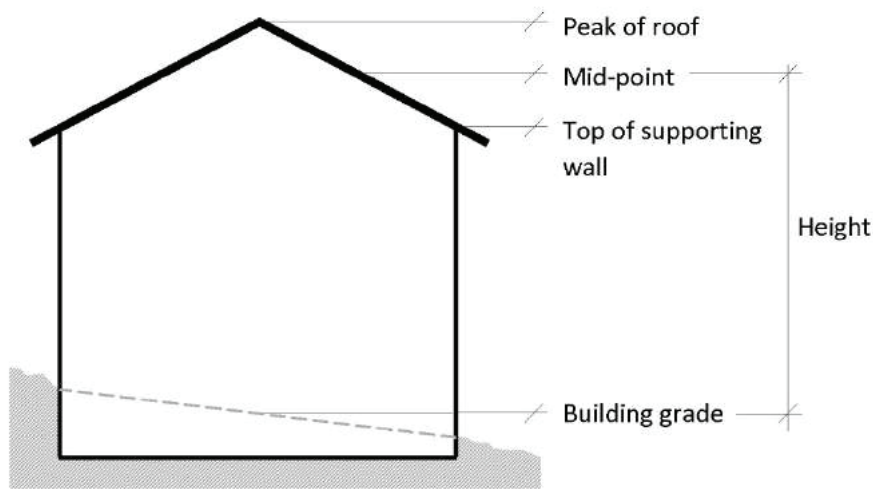 Peak of roof
Mid-point
Top of supporting
wall
Height
Building grade